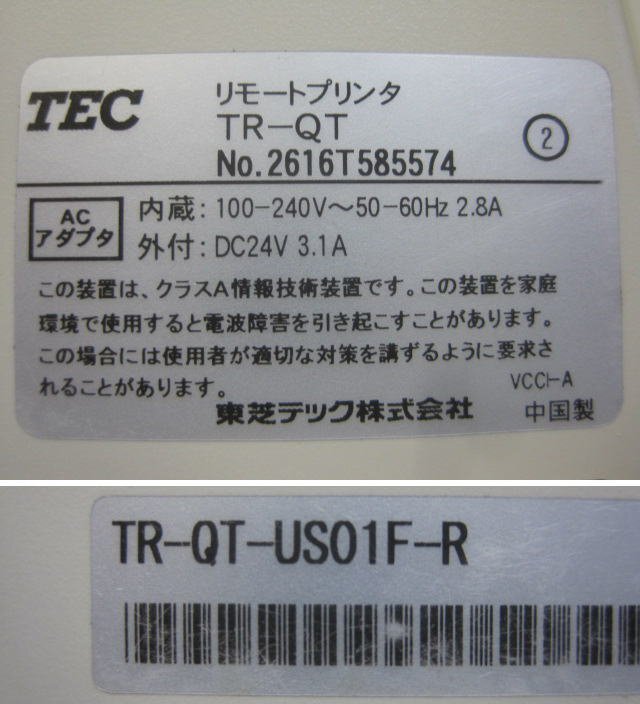 TEC
リモートプリンタ
TR-QT
No.2616T585574
2
AC
アダプタ
内蔵: 100-240V～50-60Hz 2.8A
外付: DC24V 3.1A
この装置は、クラスA情報技術装置です。この装置を家庭
環境で使用すると電波障害を引き起こすことがあります。
この場合には使用者が適切な対策を講ずるように要求さ
れることがあります。
VCCI-A
東芝テック株式会社
中国製
TR-QT-US01F-R